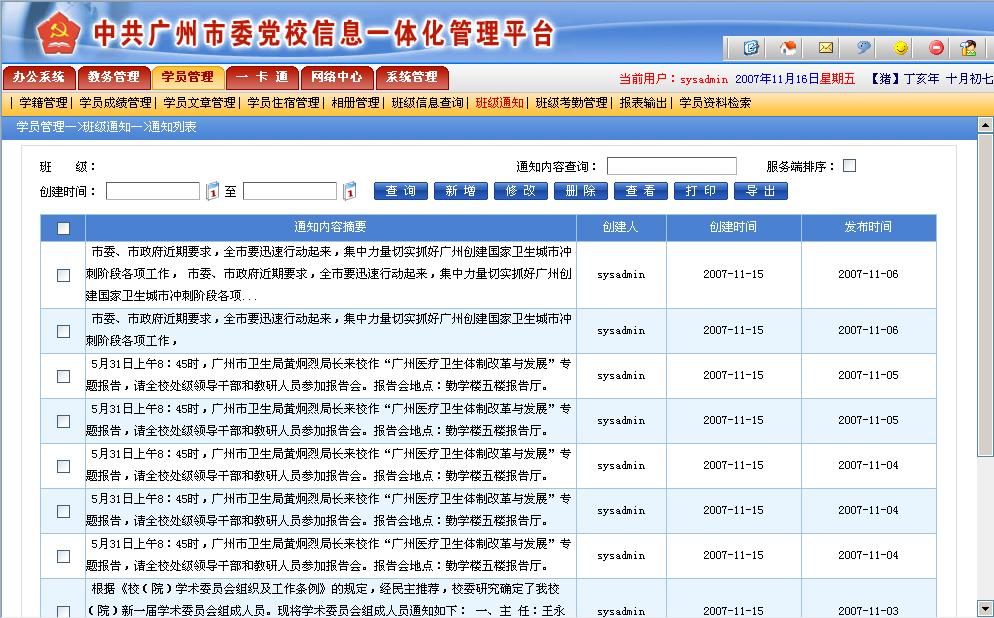 中共广州市委党校信息一体化管理平台
办公系统 教务管理 学员管理 一 卡 通 网络中心 系统管理
当前用户：sysadmin 2007年11月16日星期五 【猪】丁亥年 十月初七
| 学籍管理| 学员成绩管理| 学员文章管理| 学员住宿管理| 相册管理| 班级信息查询| 班级通知| 班级考勤管理| 报表输出| 学员资料检索
学员管理—>班级通知—>通知列表
班 级： 通知内容查询： 服务端排序：
创建时间： 1 至 1 查 询 新 增 修 改 删 除 查 看 打 印 导 出
通知内容摘要 创建人 创建时间 发布时间
市委、市政府近期要求，全市要迅速行动起来，集中力量切实抓好广州创建国家卫生城市冲
刺阶段各项工作， 市委、市政府近期要求，全市要迅速行动起来，集中力量切实抓好广州创
建国家卫生城市冲刺阶段各项...
sysadmin 2007-11-15 2007-11-06
市委、市政府近期要求，全市要迅速行动起来，集中力量切实抓好广州创建国家卫生城市冲
刺阶段各项工作，
sysadmin 2007-11-15 2007-11-06
5月31日上午8：45时，广州市卫生局黄炯烈局长来校作“广州医疗卫生体制改革与发展”专
题报告，请全校处级领导干部和教研人员参加报告会。报告会地点：勤学楼五楼报告厅。
sysadmin 2007-11-15 2007-11-05
5月31日上午8：45时，广州市卫生局黄炯烈局长来校作“广州医疗卫生体制改革与发展”专
题报告，请全校处级领导干部和教研人员参加报告会。报告会地点：勤学楼五楼报告厅。
sysadmin 2007-11-15 2007-11-05
5月31日上午8：45时，广州市卫生局黄炯烈局长来校作“广州医疗卫生体制改革与发展”专
题报告，请全校处级领导干部和教研人员参加报告会。报告会地点：勤学楼五楼报告厅。
sysadmin 2007-11-15 2007-11-04
5月31日上午8：45时，广州市卫生局黄炯烈局长来校作“广州医疗卫生体制改革与发展”专
题报告，请全校处级领导干部和教研人员参加报告会。报告会地点：勤学楼五楼报告厅。
sysadmin 2007-11-15 2007-11-04
5月31日上午8：45时，广州市卫生局黄炯烈局长来校作“广州医疗卫生体制改革与发展”专
题报告，请全校处级领导干部和教研人员参加报告会。报告会地点：勤学楼五楼报告厅。
sysadmin 2007-11-15 2007-11-04
根据《校（院）学术委员会组织及工作条例》的规定，经民主推荐，校委研究确定了我校
（院）新一届学术委员会组成人员。现将学术委员会组成人员通知如下： 一、主 任：王永
sysadmin 2007-11-15 2007-11-03